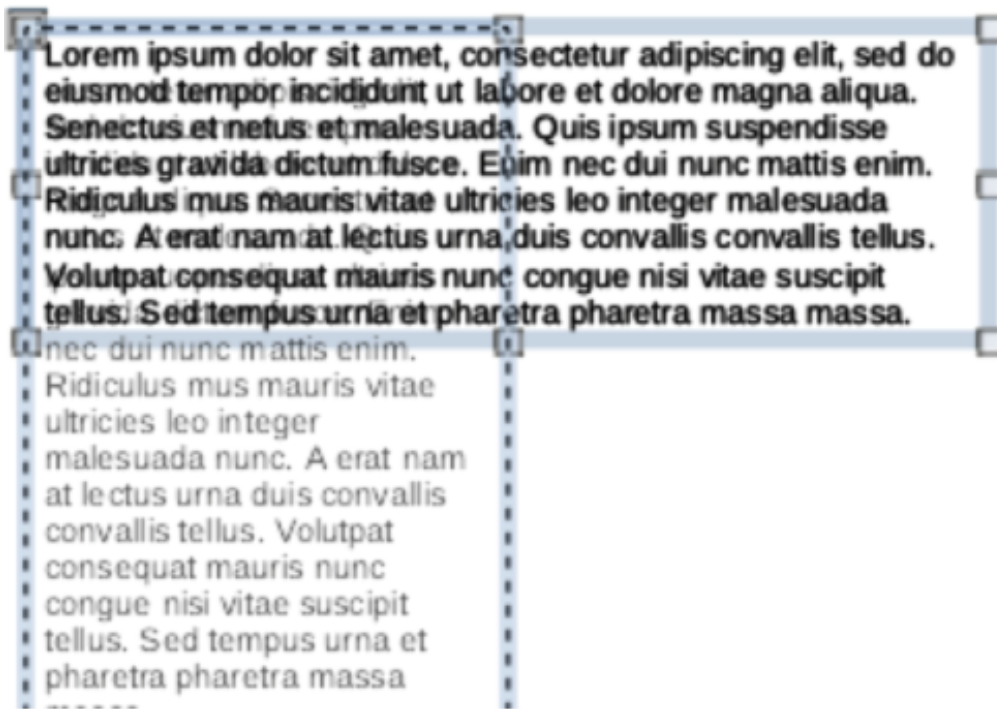 Lorem ipsum dolor sit amet, consectetur adipiscing elit, sed do
eiusmod tempor incididunt ut labore et dolore magna aliqua.
Senectus et netus et malesuada. Quis ipsum suspendisse
ultrices gravida dictum fusce. Enim nec dui nunc mattis enim.
Ridiculus mus mauris vitae ultricies leo integer malesuada
nunc. A erat nam at lectus urna duis convallis convallis tellus.
Volutpat consequat mauris nunc congue nisi vitae suscipit
tellus. Sed tempus urna et pharetra pharetra massa massa.
nec dui nunc mattis enim.
Ridiculus mus mauris vitae
ultricies leo integer
malesuada nunc. A erat nam
at lectus urna duis convallis
convallis tellus. Volutpat
consequat mauris nunc
congue nisi vitae suscipit
tellus. Sed tempus urna et
pharetra pharetra massa